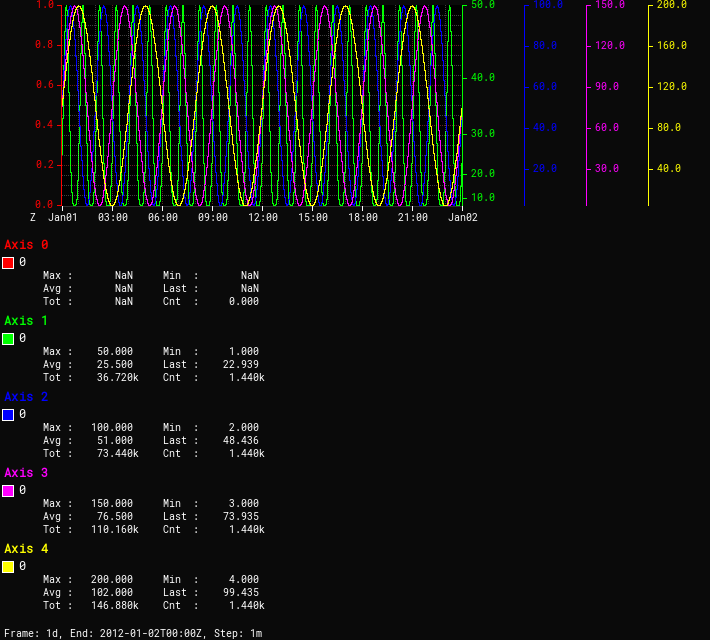 1.0 50.0 100.0 150.0 200.0
0.8 80.0 120.0 160.0
40.0
0.6 60.0 90.0 120.0
0.4 30.0 40.0 60.0 80.0
0.2 20.0 20.0 30.0 40.0
0.0 10.0
Z Jan01 03:00 06:00 09:00 12:00 15:00 18:00 21:00 Jan02
Axis 0
0
Max : NaN Min : NaN
Avg : NaN Last : NaN
Tot : NaN Cnt : 0.000
Axis 1
0
Max : 50.000 Min : 1.000
Avg : 25.500 Last : 22.939
Tot : 36.720k Cnt : 1.440k
Axis 2
0
Max : 100.000 Min : 2.000
Avg : 51.000 Last : 48.436
Tot : 73.440k Cnt : 1.440k
Axis 3
0
Max : 150.000 Min : 3.000
Avg : 76.500 Last : 73.935
Tot : 110.160k Cnt : 1.440k
Axis 4
0
Max : 200.000 Min : 4.000
Avg : 102.000 Last : 99.435
Tot : 146.880k Cnt : 1.440k
Frame: 1d, End: 2012-01-02T00:00Z, Step: 1m